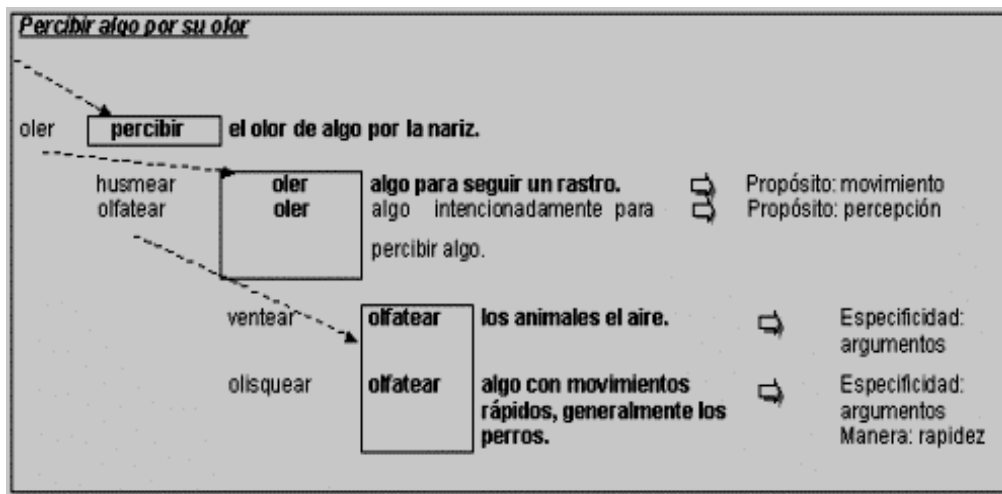 Percibir algo por su olor
oler percibir el olor de algo por la nariz.
husmear oler algo para seguir un rastro. Propósito: movimiento
olfatear oler algo intencionadamente para Propósito: percepción
percibir algo.
ventear olfatear los animales el aire. Especificidad:
argumentos
olisquear olfatear algo con movimientos Especificidad:
rápidos, generalmente los argumentos
perros. Manera: rapidez